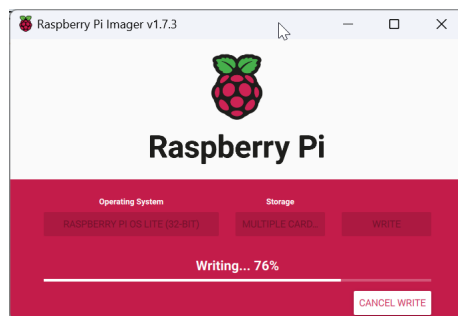 Raspberry Pi Imager v1.7.3
Raspberry Pi
Operating System
Storage
RASPBERRY PI OS LITE (32-BIT)
MULTIPLE CARD...
WRITE
Writing... 76%
CANCEL WRITE